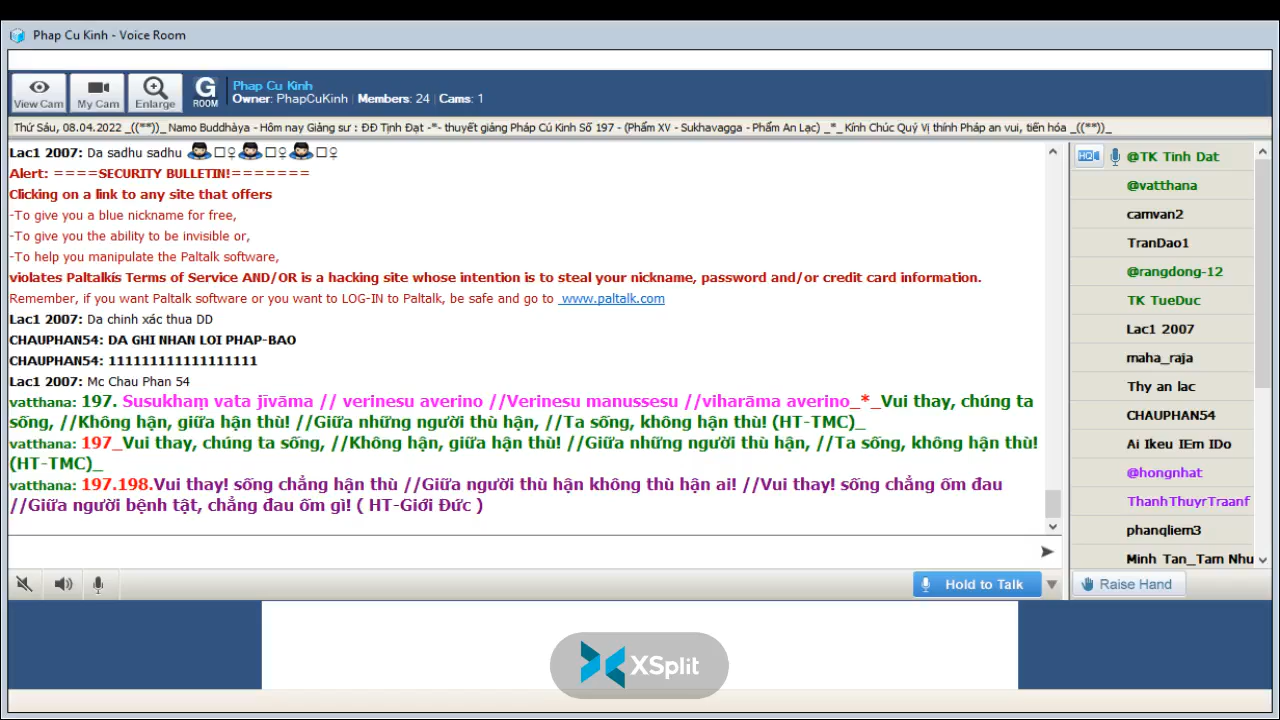 Phap Cu Kinh - Voice Room
View Cam
My Cam
Enlarge
G
ROOM
Phap Cu Kinh
Owner: PhapCuKinh | Members: 24 | Cams: 1
Thứ Sáu, 08.04.2022 _((**))_ Namo Buddhàya - Hôm nay Giảng sư : ĐĐ Tịnh Đạt -*- thuyết giảng Pháp Cú Kinh Số 197 - (Phẩm XV - Sukhavagga - Phẩm An Lạc) _*_ Kính Chúc Quý Vị thính Pháp an vui, tiến hóa _((**))_
Lac1 2007: Da sadhu sadhu
Alert: ====SECURITY BULLETIN!=======
Clicking on a link to any site that offers
-To give you a blue nickname for free,
-To give you the ability to be invisible or,
-To help you manipulate the Paltalk software,
violates Paltalkís Terms of Service AND/OR is a hacking site whose intention is to steal your nickname, password and/or credit card information.
Remember, if you want Paltalk software or you want to LOG-IN to Paltalk, be safe and go to www.paltalk.com
Lac1 2007: Da chinh xác thua DD
CHAUPHAN54: DA GHI NHAN LOI PHAP-BAO
CHAUPHAN54: 111111111111111111
Lac1 2007: Mc Chau Phan 54
vatthana: 197. Susukhaṃ vata jīvāma // verinesu averino //Verinesu manussesu //viharāma averino_*_Vui thay, chúng ta
sống, //Không hận, giữa hận thù! //Giữa những người thù hận, //Ta sống, không hận thù! (HT-TMC)_
vatthana: 197_Vui thay, chúng ta sống, //Không hận, giữa hận thù! //Giữa những người thù hận, //Ta sống, không hận thù!
(HT-TMC)_
vatthana: 197.198.Vui thay! sống chẳng hận thù //Giữa người thù hận không thù hận ai! //Vui thay! sống chẳng ốm đau
//Giữa người bệnh tật, chẳng đau ốm gì! ( HT-Giới Đức )
HQ
@TK Tinh Dat
@vatthana
camvan2
TranDao1
@rangdong-12
TK TueDuc
Lac1 2007
maha_raja
Thy an lac
CHAUPHAN54
Ai Ikeu IEm IDo
@hongnhat
ThanhThuyrTraanf
phanqliem3
Minh Tan_Tam Nhu
Hold to Talk
Raise Hand
XSplit